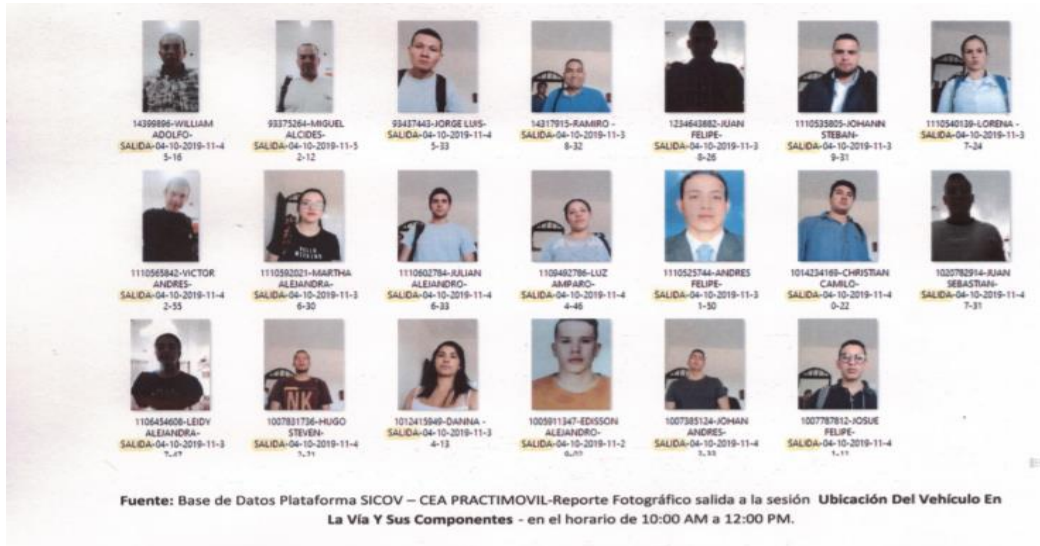 14399896-WILLIAM
ADOLFO-
SALIDA-04-10-2019-11-4
5-16
93375264-MIGUEL
ALCIDES-
SALIDA-04-10-2019-11-5
2-12
93437443-JORGE LUIS-
SALIDA-04-10-2019-11-4
5-33
14317915-RAMIRO -
SALIDA-04-10-2019-11-3
8-32
1234643682-JUAN
FELIPE-
SALIDA-04-10-2019-11-3
8-26
1110535805-JOHANN
STEBAN-
SALIDA-04-10-2019-11-3
9-31
1110540139-LORENA -
SALIDA-04-10-2019-11-3
7-24
1110565842-VICTOR
ANDRES-
SALIDA-04-10-2019-11-4
2-55
1110592021-MARTHA
ALEJANDRA-
SALIDA-04-10-2019-11-3
6-30
1110602784-JULIAN
ALEJANDRO-
SALIDA-04-10-2019-11-4
6-33
1109492786-LUZ
AMPARO-
SALIDA-04-10-2019-11-4
4-46
1110525744-ANDRES
FELIPE-
SALIDA-04-10-2019-11-3
1-50
1014234169-CHRISTIAN
CAMILO-
SALIDA-04-10-2019-11-4
0-22
1020782914-JUAN
SEBASTIAN-
SALIDA-04-10-2019-11-4
7-31
1106454608-LEIDY
ALEJANDRA-
SALIDA-04-10-2019-11-3
1007831736-HUGO
STEVEN-
SALIDA-04-10-2019-11-4
1012415949-DANNA -
SALIDA-04-10-2019-11-3
4-13
1005911347-EDISSON
ALEJANDRO-
SALIDA-04-10-2019-11-2
1007385124-JOHAN
ANDRES-
SALIDA-04-10-2019-11-4
1007787812-JOSUE
FELIPE-
SALIDA-04-10-2019-11-4
Fuente: Base de Datos Plataforma SICOV – CEA PRACTIMOVIL-Reporte Fotográfico salida a la sesión Ubicación Del Vehículo En
La Vía Y Sus Componentes - en el horario de 10:00 AM a 12:00 PM.